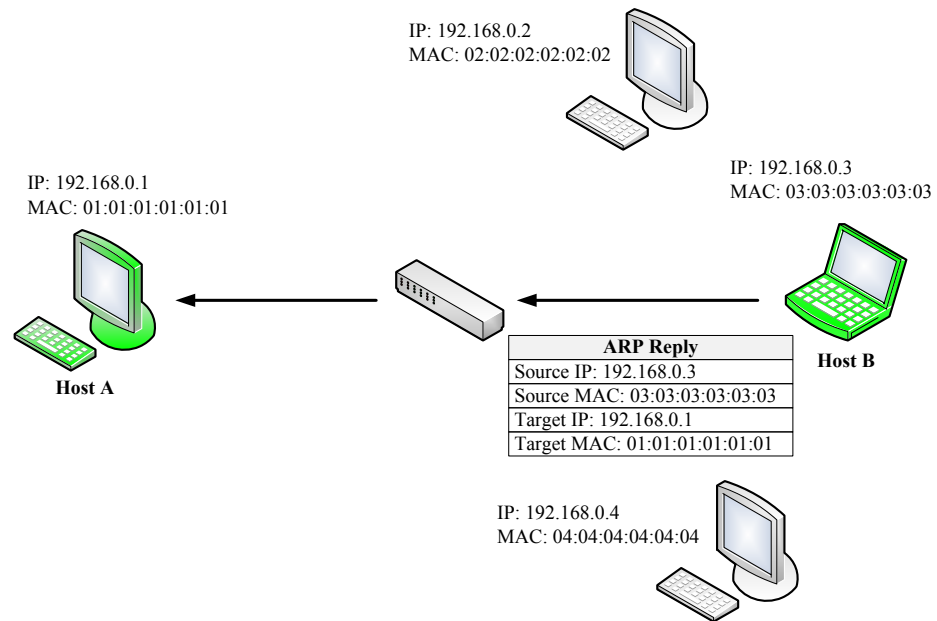 IP: 192.168.0.2
MAC: 02:02:02:02:02:02
IP: 192.168.0.3
MAC: 03:03:03:03:03:03
IP: 192.168.0.1
MAC: 01:01:01:01:01:01
Host A
Host B
ARP Reply
Source IP: 192.168.0.3
Source MAC: 03:03:03:03:03:03
Target IP: 192.168.0.1
Target MAC: 01:01:01:01:01:01
IP: 192.168.0.4
MAC: 04:04:04:04:04:04